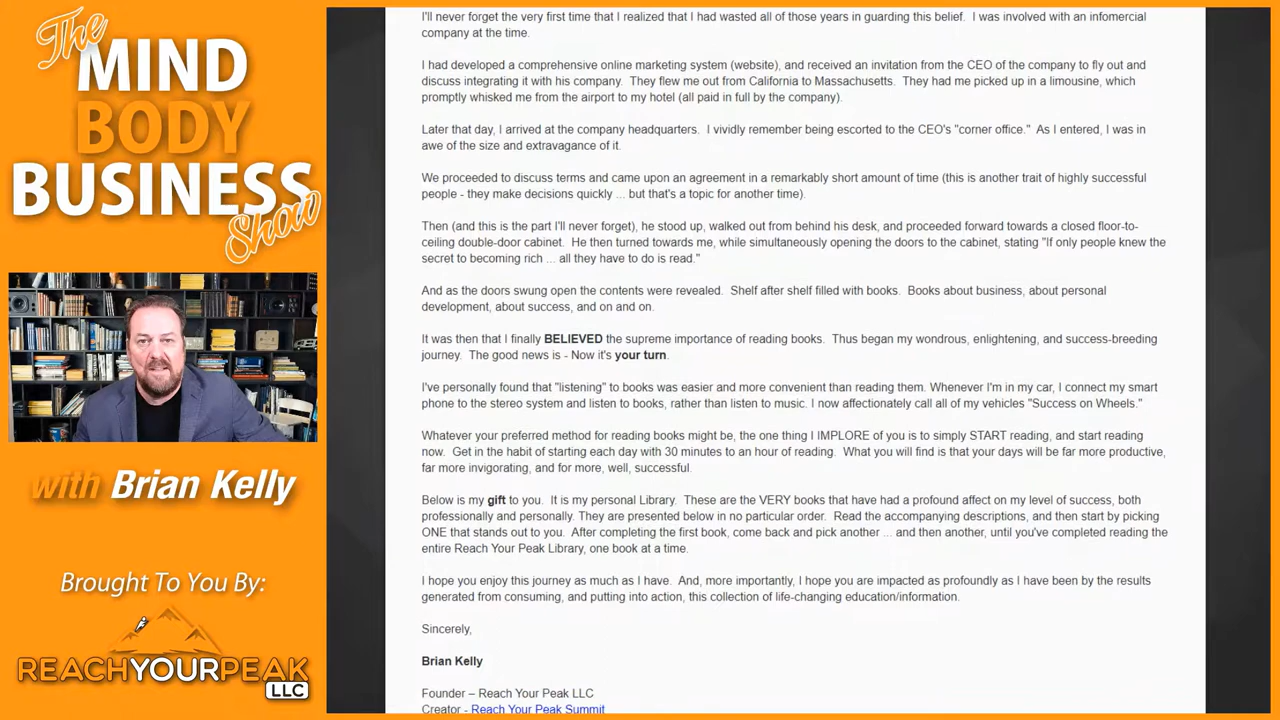 The
MIND
BODY
BUSINESS
Show
with Brian Kelly
Brought To You By:
REACHYOURPEAK
LLC
I'll never forget the very first time that I realized that I had wasted all of those years in guarding this belief.  I was involved with an infomercial
company at the time.
I had developed a comprehensive online marketing system (website), and received an invitation from the CEO of the company to fly out and
discuss integrating it with his company.  They flew me out from California to Massachusetts.  They had me picked up in a limousine, which
promptly whisked me from the airport to my hotel (all paid in full by the company).
Later that day, I arrived at the company headquarters.  I vividly remember being escorted to the CEO's "corner office."  As I entered, I was in
awe of the size and extravagance of it.
We proceeded to discuss terms and came upon an agreement in a remarkably short amount of time (this is another trait of highly successful
people - they make decisions quickly ... but that's a topic for another time).
Then (and this is the part I'll never forget), he stood up, walked out from behind his desk, and proceeded forward towards a closed floor-to-
ceiling double-door cabinet.  He then turned towards me, while simultaneously opening the doors to the cabinet, stating "If only people knew the
secret to becoming rich ... all they have to do is read."
And as the doors swung open the contents were revealed.  Shelf after shelf filled with books.  Books about business, about personal
development, about success, and on and on.
It was then that I finally BELIEVED the supreme importance of reading books.  Thus began my wondrous, enlightening, and success-breeding
journey.  The good news is - Now it's your turn.
I've personally found that "listening" to books was easier and more convenient than reading them. Whenever I'm in my car, I connect my smart
phone to the stereo system and listen to books, rather than listen to music. I now affectionately call all of my vehicles "Success on Wheels."
Whatever your preferred method for reading books might be, the one thing I IMPLORE of you is to simply START reading, and start reading
now.  Get in the habit of starting each day with 30 minutes to an hour of reading.  What you will find is that your days will be far more productive,
far more invigorating, and for more, well, successful.
Below is my gift to you.  It is my personal Library.  These are the VERY books that have had a profound affect on my level of success, both
professionally and personally. They are presented below in no particular order.  Read the accompanying descriptions, and then start by picking
ONE that stands out to you.  After completing the first book, come back and pick another ... and then another, until you've completed reading the
entire Reach Your Peak Library, one book at a time.
I hope you enjoy this journey as much as I have.  And, more importantly, I hope you are impacted as profoundly as I have been by the results
generated from consuming, and putting into action, this collection of life-changing education/information.
Sincerely,
Brian Kelly
Founder – Reach Your Peak LLC
Creator - Reach Your Peak Summit